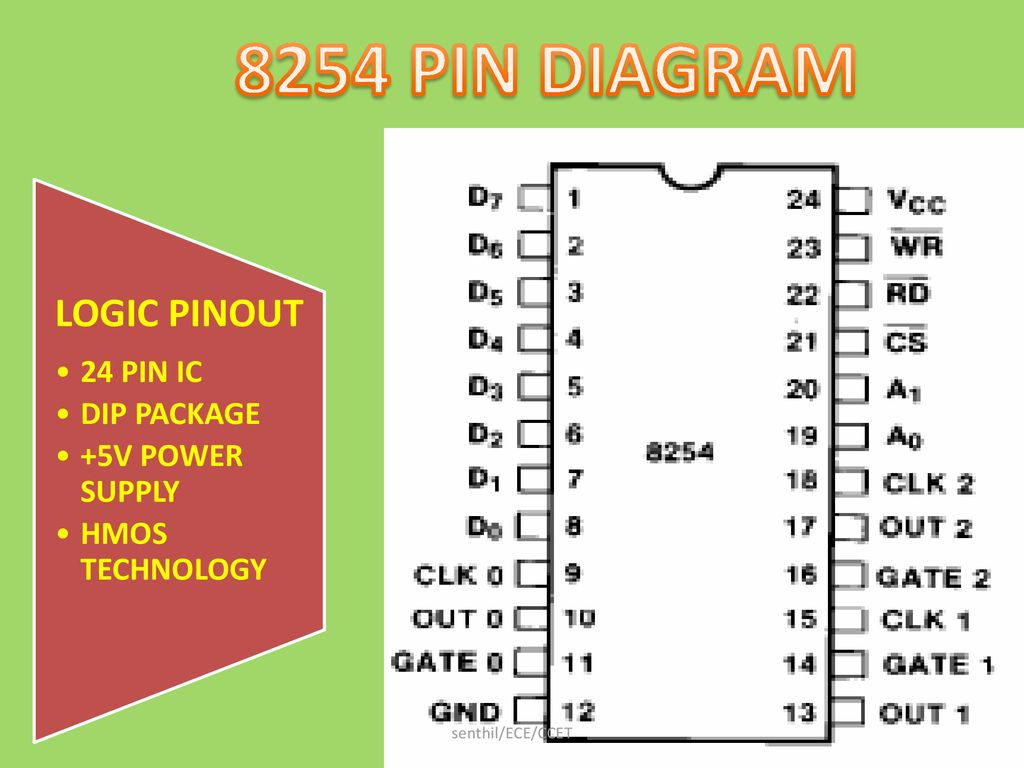 8254 PIN DIAGRAM
LOGIC PINOUT
• 24 PIN IC
• DIP PACKAGE
• +5V POWER
SUPPLY
• HMOS
TECHNOLOGY
D7 1 24 VCC
D6 2 23 W̅R̅
D5 3 22 R̅D̅
D4 4 21 C̅S̅
D3 5 20 A1
D2 6 19 A0
8254
D1 7 18 CLK 2
D0 8 17 OUT 2
CLK 0 9 16 GATE 2
OUT 0 10 15 CLK 1
GATE 0 11 14 GATE 1
GND 12 13 OUT 1
senthil/ECE/CCET